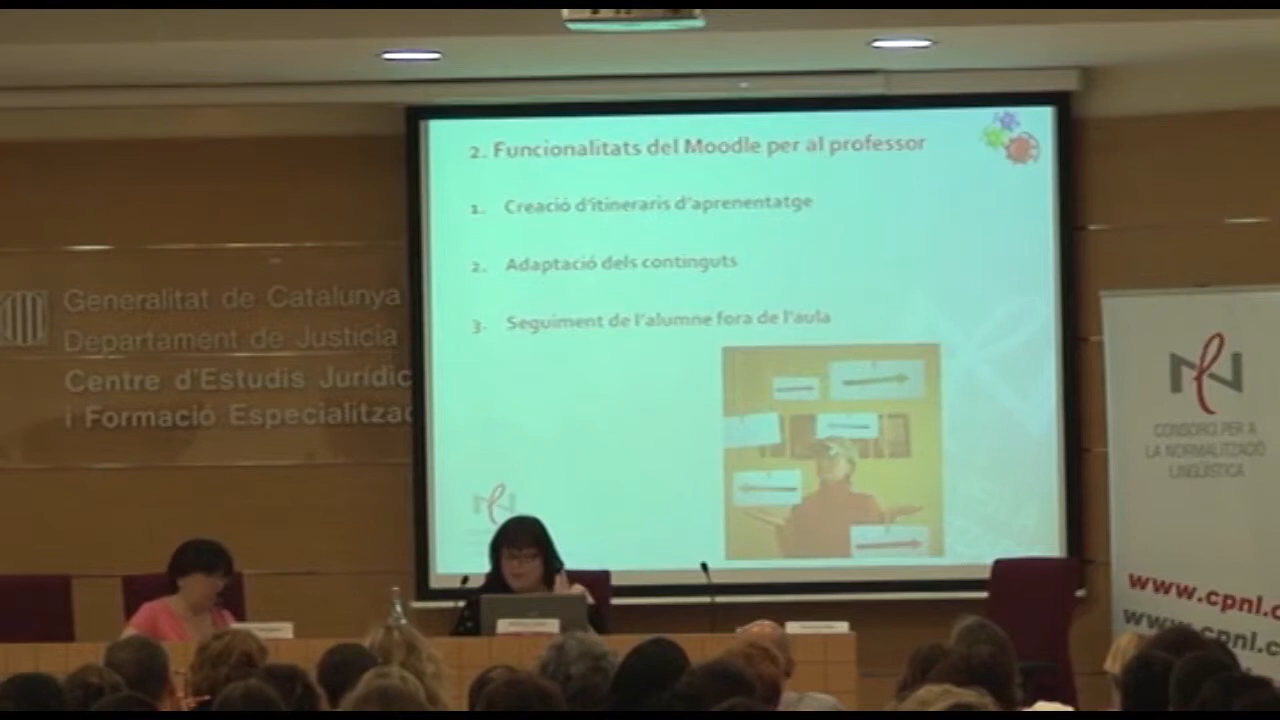 2. Funcionalitats del Moodle per al professor
1. Creació d'itineraris d'aprenentatge
2. Adaptació dels continguts
3. Seguiment de l'alumne fora de l'aula
Generalitat de Catalunya
Departament de Justícia
Centre d'Estudis Jurídic
i Formació Especialitzac
CONSORCI PER A
LA NORMALITZACIÓ
LINGÜÍSTICA
www.cpnl.c
www.cpnl.c